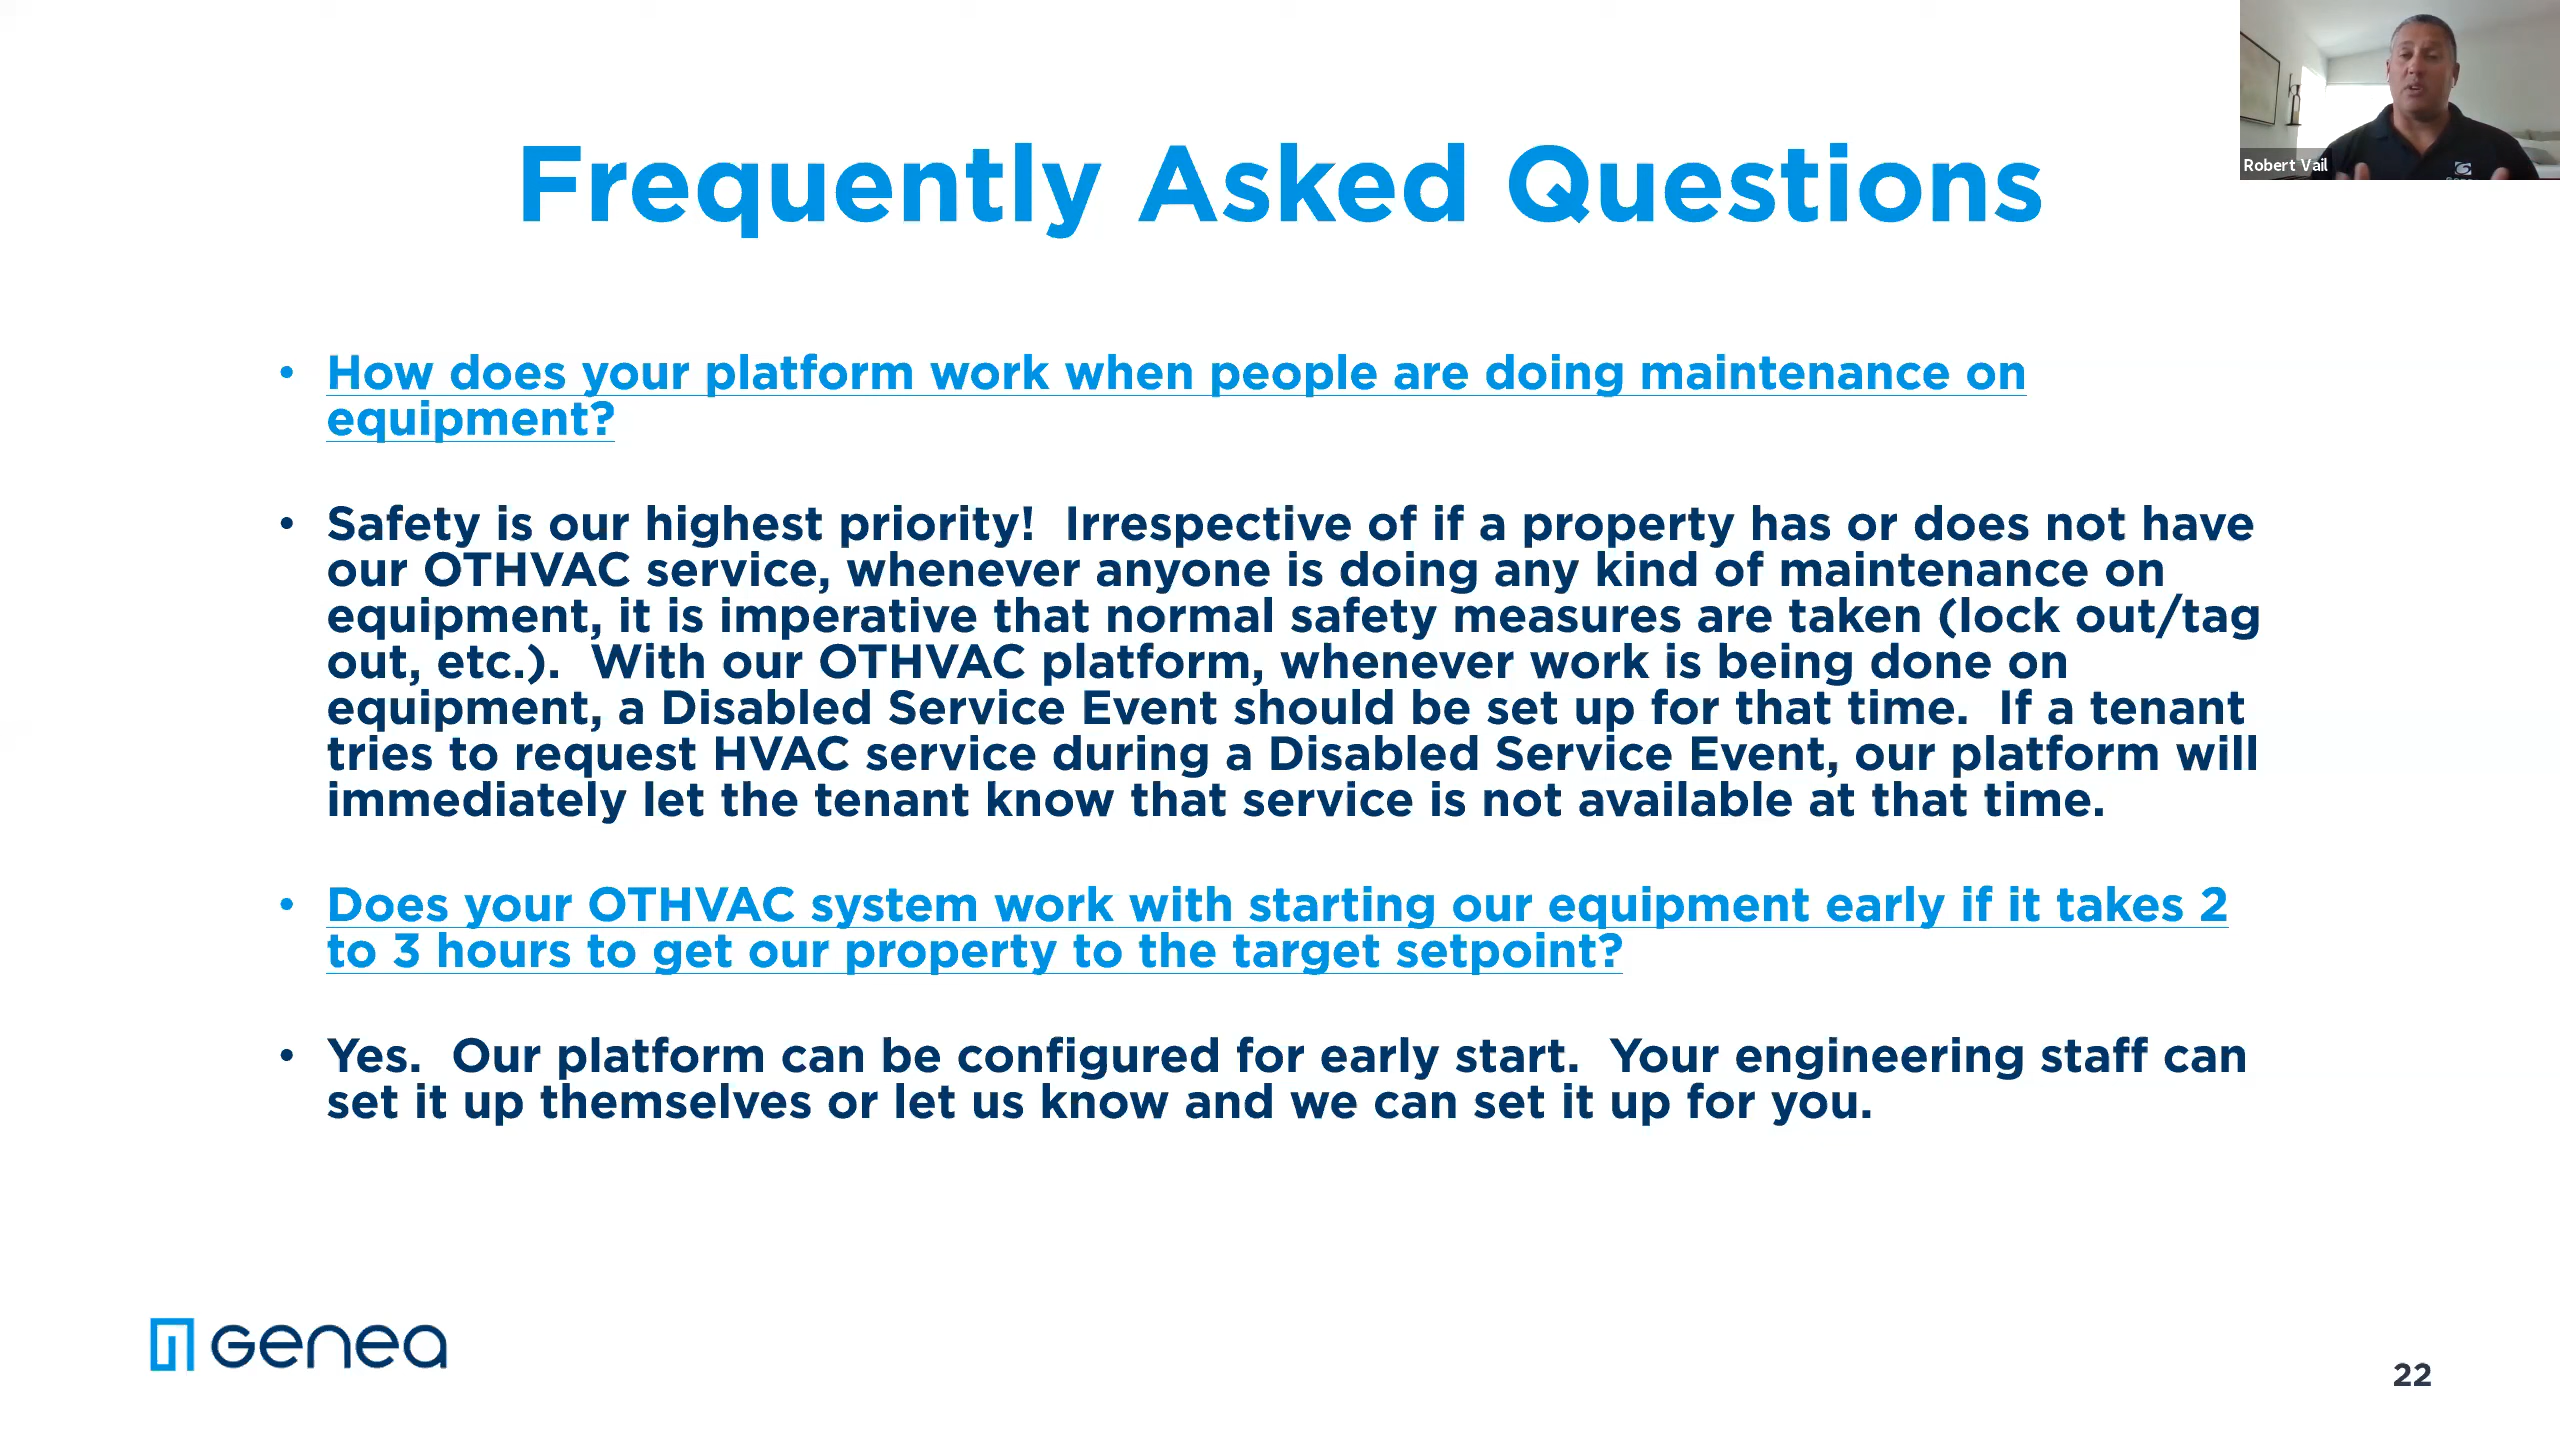 Robert Vail
Frequently Asked Questions
• How does your platform work when people are doing maintenance on
equipment?
• Safety is our highest priority!  Irrespective of if a property has or does not have
our OTHVAC service, whenever anyone is doing any kind of maintenance on
equipment, it is imperative that normal safety measures are taken (lock out/tag
out, etc.).  With our OTHVAC platform, whenever work is being done on
equipment, a Disabled Service Event should be set up for that time.  If a tenant
tries to request HVAC service during a Disabled Service Event, our platform will
immediately let the tenant know that service is not available at that time.
• Does your OTHVAC system work with starting our equipment early if it takes 2
to 3 hours to get our property to the target setpoint?
• Yes.  Our platform can be configured for early start.  Your engineering staff can
set it up themselves or let us know and we can set it up for you.
Genea
22